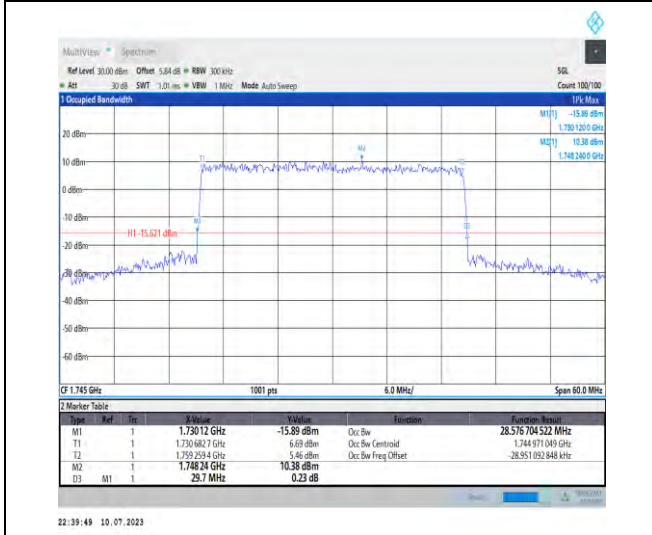 MultiView Spectrum
Ref Level 30.00 dBm Offset 5.84 dB RBW 300 kHz SGL
Att 30 dB SWT 1.01 ms VBW 1 MHz Mode Auto Sweep Count 100/100
1 Occupied Bandwidth 1Pk Max
M1[1] -15.89 dBm
1.730 120 0 GHz
M2[1] 10.38 dBm
1.748 240 0 GHz
20 dBm
10 dBm
0 dBm
-10 dBm
H1 -15.621 dBm
-20 dBm
-30 dBm
-40 dBm
-50 dBm
-60 dBm
M2
T1
M1
D3
CF 1.745 GHz 1001 pts 6.0 MHz/ Span 60.0 MHz
2 Marker Table
Type Ref Trc X-Value Y-Value Function Function Result
M1 1 1.73012 GHz -15.89 dBm Occ Bw 28.576 704 522 MHz
T1 1 1.730 682 7 GHz 6.69 dBm Occ Bw Centroid 1.744 971 049 GHz
T2 1 1.759 259 4 GHz 5.46 dBm Occ Bw Freq Offset -28.951 092 848 kHz
M2 1 1.74824 GHz 10.38 dBm
D3 M1 1 29.7 MHz 0.23 dB
22:39:49 10.07.2023